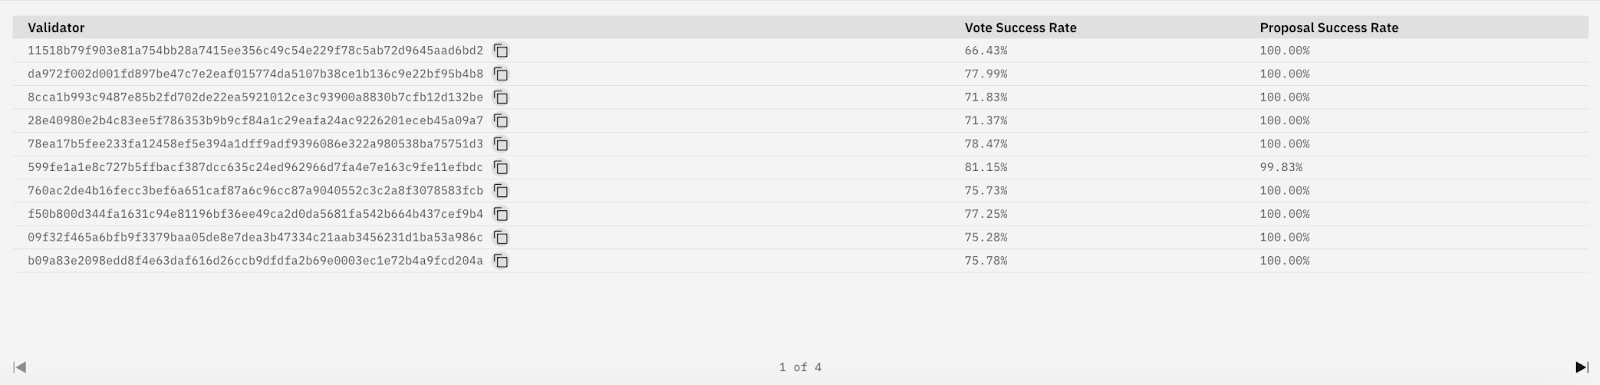 Validator Vote Success Rate Proposal Success Rate
11518b79f903e81a754bb28a7415ee356c49c54e229f78c5ab72d9645aad6bd2 66.43% 100.00%
da972f002d001fd897be47c7e2eaf015774da5107b38ce1b136c9e22bf95b4b8 77.99% 100.00%
8cca1b993c9487e85b2fd702de22ea5921012ce3c93900a8830b7cfb12d132be 71.83% 100.00%
28e40980e2b4c83ee5f786353b9b9cf84a1c29eafa24ac9226201eceb45a09a7 71.37% 100.00%
78ea17b5fee233fa12458ef5e394a1dff9adf9396086e322a980538ba75751d3 78.47% 100.00%
599fe1a1e8c727b5ffbacf387dcc635c24ed962966d7fa4e7e163c9fe11efbdc 81.15% 99.83%
760ac2de4b16fecc3bef6a651caf87a6c96cc87a9040552c3c2a8f3078583fcb 75.73% 100.00%
f50b800d344fa1631c94e81196bf36ee49ca2d0da5681fa542b664b437cef9b4 77.25% 100.00%
09f32f465a6bfb9f3379baa05de8e7dea3b47334c21aab3456231d1ba53a986c 75.28% 100.00%
b09a83e2098edd8f4e63daf616d26ccb9dfdfa2b69e0003ec1e72b4a9fcd204a 75.78% 100.00%
1 of 4